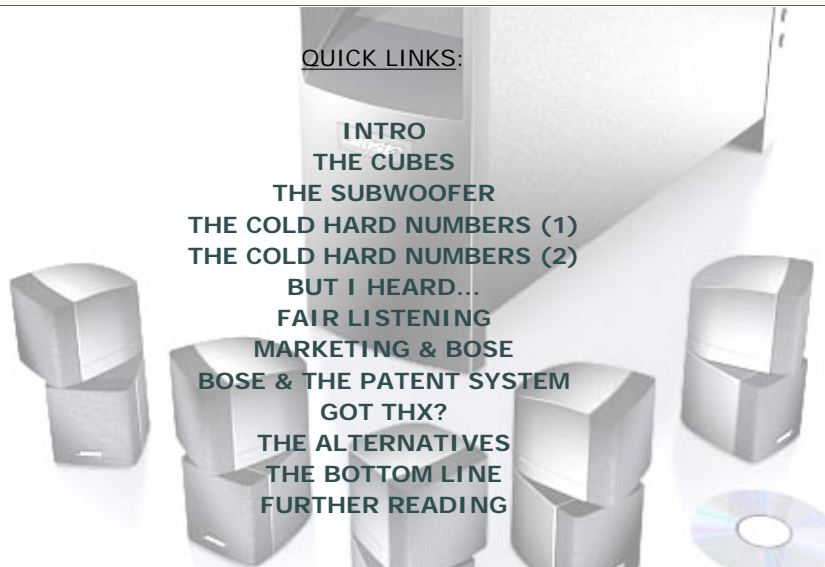 QUICK LINKS:
INTRO
THE CUBES
THE SUBWOOFER
THE COLD HARD NUMBERS (1)
THE COLD HARD NUMBERS (2)
BUT I HEARD...
FAIR LISTENING
MARKETING & BOSE
BOSE & THE PATENT SYSTEM
GOT THX?
THE ALTERNATIVES
THE BOTTOM LINE
FURTHER READING